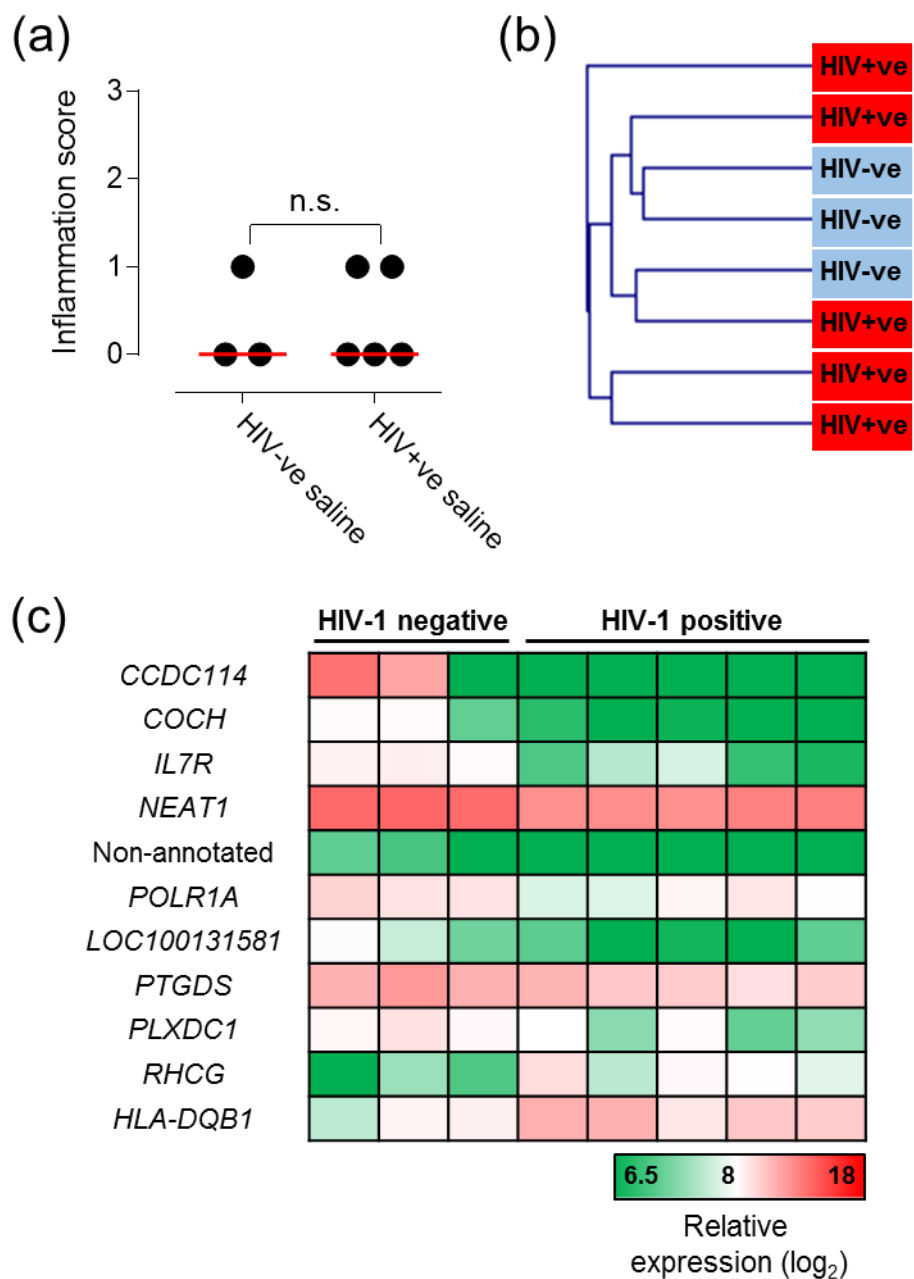 (a)
3
2
1
0
Inflammation score
n.s.
HIV-ve saline
HIV+ve saline
(b)
HIV+ve
HIV+ve
HIV-ve
HIV-ve
HIV-ve
HIV+ve
HIV+ve
HIV+ve
(c)
HIV-1 negative HIV-1 positive
CCDC114
COCH
IL7R
NEAT1
Non-annotated
POLR1A
LOC100131581
PTGDS
PLXDC1
RHCG
HLA-DQB1
6.5 8 18
Relative
expression (log₂)